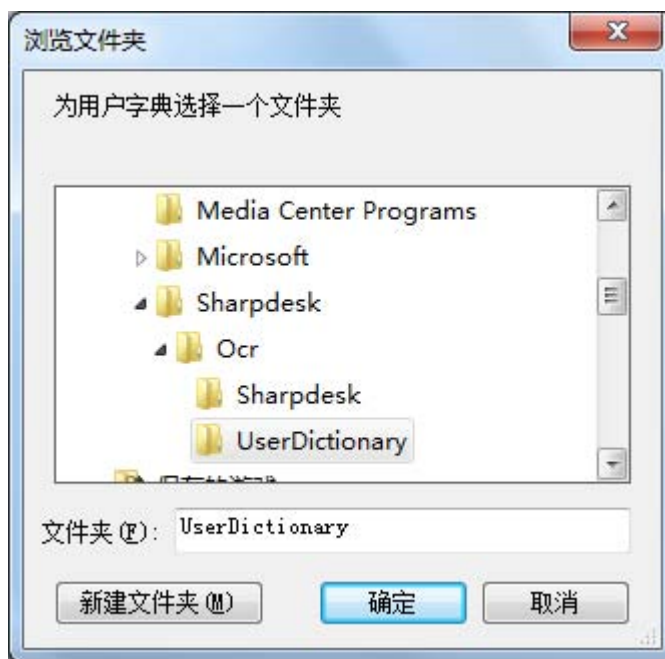 浏览文件夹
为用户字典选择一个文件夹
Media Center Programs
Microsoft
Sharpdesk
Ocr
Sharpdesk
UserDictionary
文件夹(F): UserDictionary
新建文件夹(M) 确定 取消